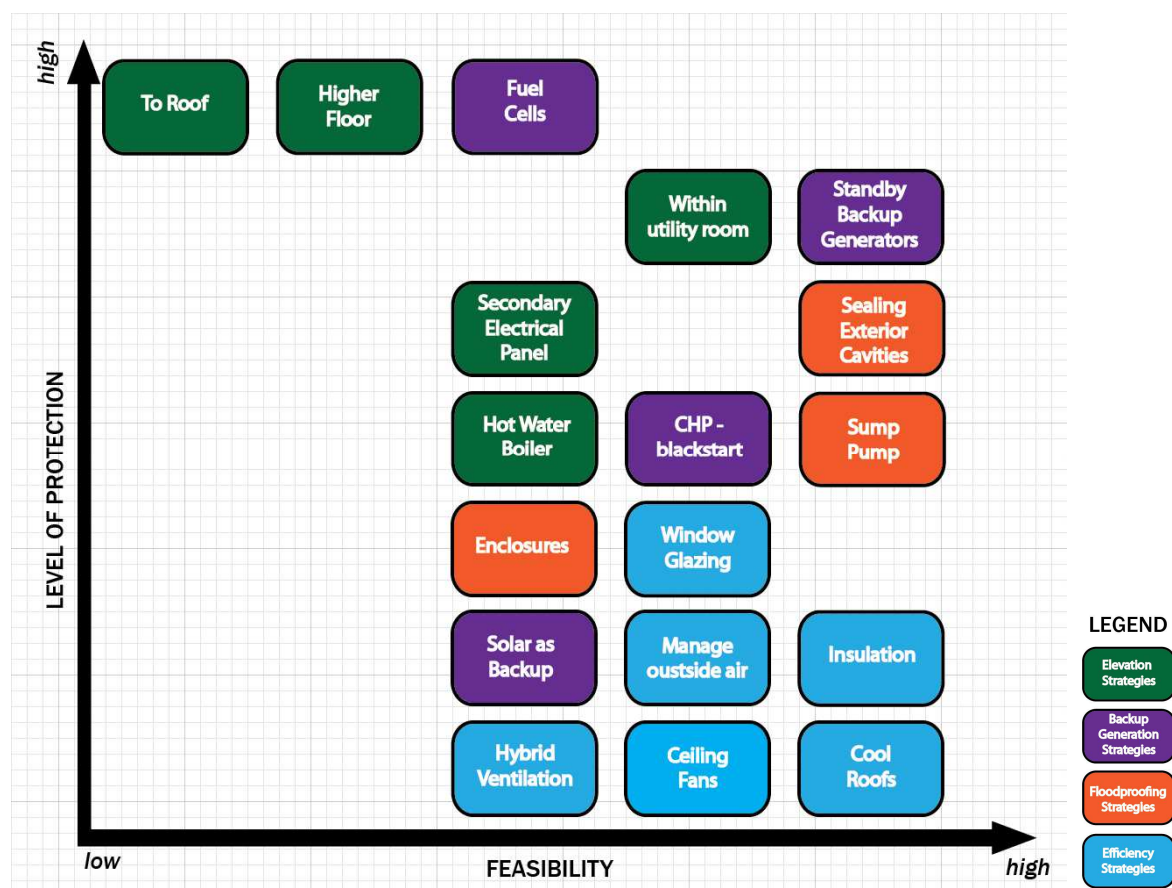 high
To Roof
Higher
Floor
Fuel
Cells
Within
utility room
Standby
Backup
Generators
Secondary
Electrical
Panel
Sealing
Exterior
Cavities
Hot Water
Boiler
CHP -
blackstart
Sump
Pump
LEVEL OF PROTECTION
Enclosures
Window
Glazing
Solar as
Backup
Manage
oustside air
Insulation
Hybrid
Ventilation
Ceiling
Fans
Cool
Roofs
low
FEASIBILITY
high
LEGEND
Elevation
Strategies
Backup
Generation
Strategies
Floodproofing
Strategies
Efficiency
Strategies